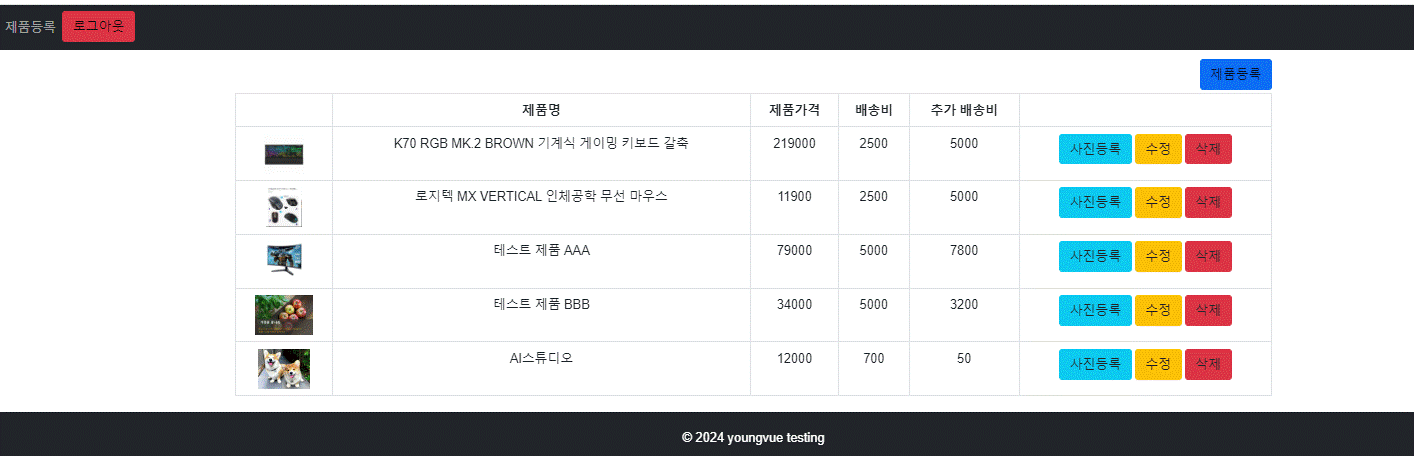 제품등록 로그아웃
제품등록
제품명 제품가격 배송비 추가 배송비
K70 RGB MK.2 BROWN 기계식 게이밍 키보드 갈축 219000 2500 5000 사진등록 수정 삭제
로지텍 MX VERTICAL 인체공학 무선 마우스 11900 2500 5000 사진등록 수정 삭제
테스트 제품 AAA 79000 5000 7800 사진등록 수정 삭제
테스트 제품 BBB 34000 5000 3200 사진등록 수정 삭제
AI스튜디오 12000 700 50 사진등록 수정 삭제
© 2024 youngvue testing